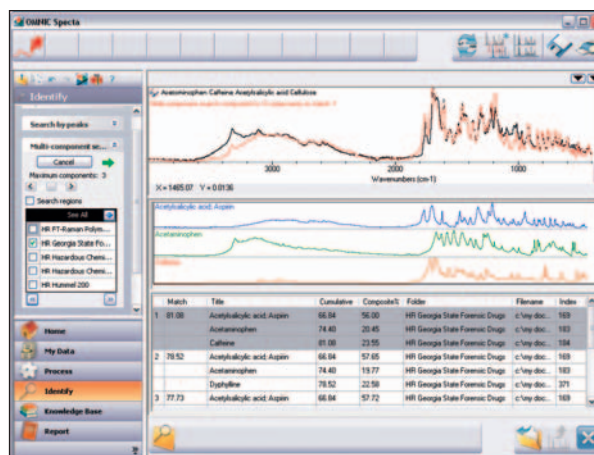 OMNIC Specta
Identify
Search by peaks
Multi-component se...
Cancel
Maximum components: 3
Search regions
See All
HR FT-Raman Polym...
HR Georgia State Fo...
HR Hazardous Chemi...
HR Hazardous Chemi...
HR Hummel 200
Home
My Data
Process
Identify
Knowledge Base
Report
Acetaminophen Caffeine Acetylsalicylic acid Cellulose
3000 2000 1000
Wavenumbers (cm-1)
X = 1465.07 Y = 0.0136
Acetylsalicylic acid; Aspirin
Acetaminophen
Caffeine
Match Title Cumulative Composite% Folder Filename Index
1 81.08 Acetylsalicylic acid; Aspirin 66.84 56.00 HR Georgia State Forensic Drugs c:\my doc... 169
Acetaminophen 74.40 20.45 HR Georgia State Forensic Drugs c:\my doc... 183
Caffeine 81.08 23.55 HR Georgia State Forensic Drugs c:\my doc... 184
2 78.52 Acetylsalicylic acid; Aspirin 66.84 57.65 HR Georgia State Forensic Drugs c:\my doc... 169
Acetaminophen 74.40 19.77 HR Georgia State Forensic Drugs c:\my doc... 183
Dyphylline 78.52 22.58 HR Georgia State Forensic Drugs c:\my doc... 371
3 77.73 Acetylsalicylic acid; Aspirin 66.84 57.72 HR Georgia State Forensic Drugs c:\my doc... 169